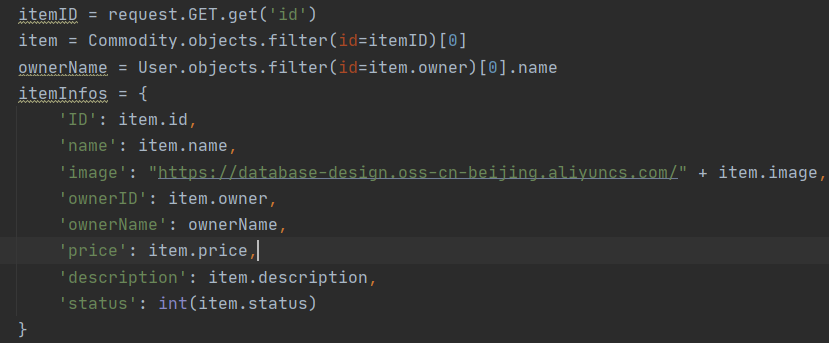 itemID = request.GET.get('id')
item = Commodity.objects.filter(id=itemID)[0]
ownerName = User.objects.filter(id=item.owner)[0].name
itemInfos = {
    'ID': item.id,
    'name': item.name,
    'image': "https://database-design.oss-cn-beijing.aliyuncs.com/" + item.image,
    'ownerID': item.owner,
    'ownerName': ownerName,
    'price': item.price,
    'description': item.description,
    'status': int(item.status)
}